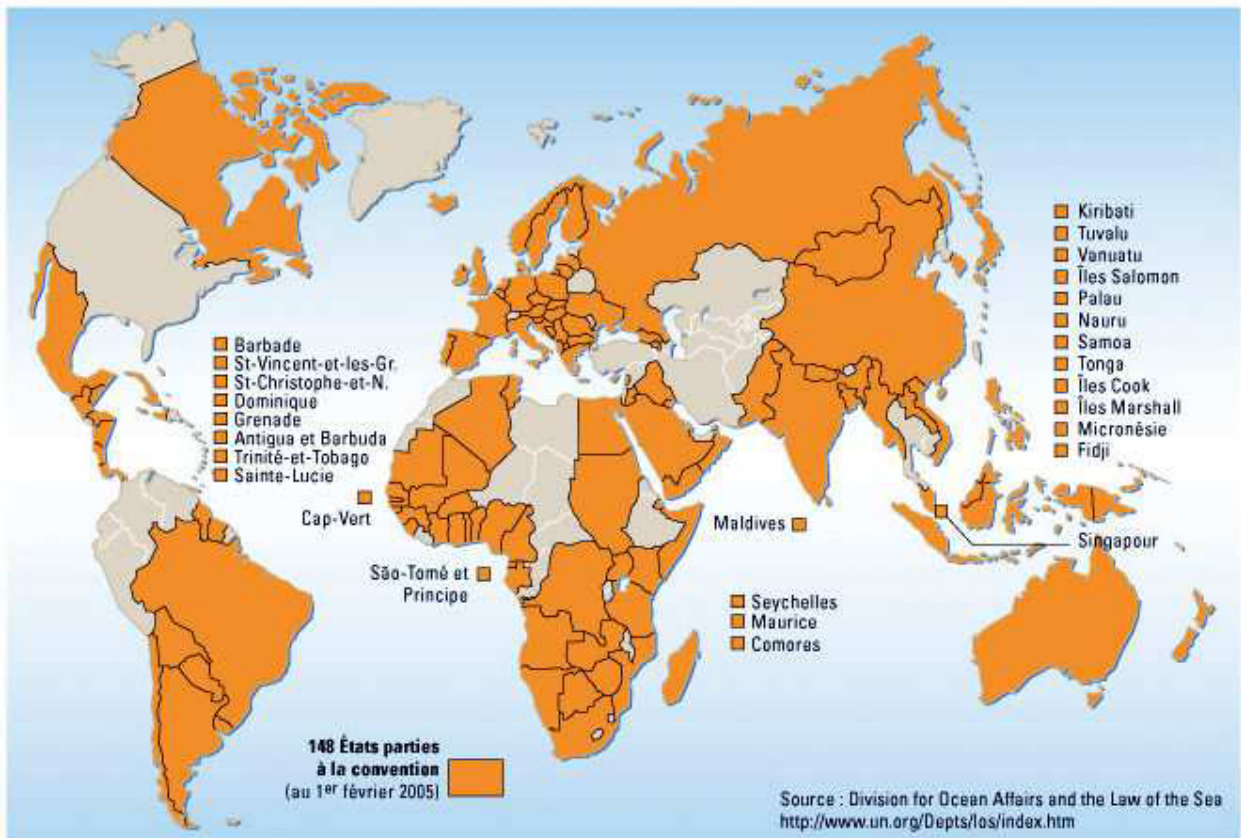 Kiribati
Tuvalu
Vanuatu
Îles Salomon
Palau
Nauru
Samoa
Tonga
Îles Cook
Îles Marshall
Micronésie
Fidji
Barbade
St-Vincent-et-les-Gr.
St-Christophe-et-N.
Dominique
Grenade
Antigua et Barbuda
Trinité-et-Tobago
Sainte-Lucie
Cap-Vert
Maldives
Singapour
São-Tomé et
Principe
Seychelles
Maurice
Comores
148 États parties
à la convention
(au 1er février 2005)
Source : Division for Ocean Affairs and the Law of the Sea
http://www.un.org/Depts/los/index.htm